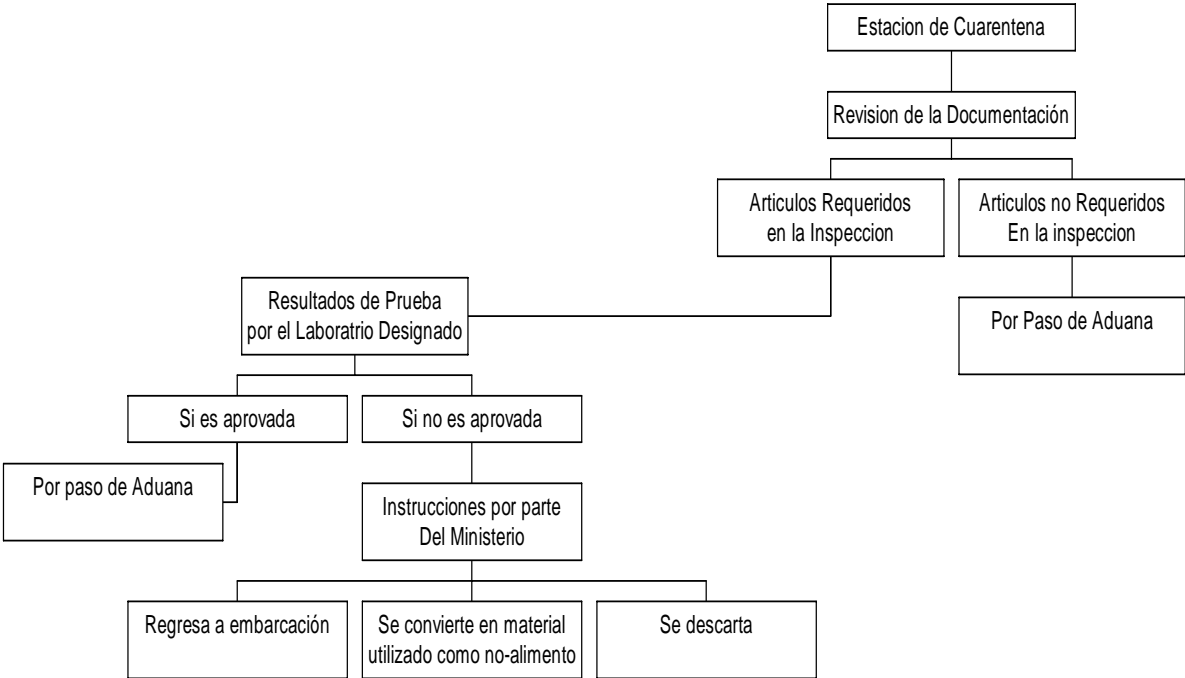 Estacion de Cuarentena
Revision de la Documentación
Articulos Requeridos
en la Inspeccion
Articulos no Requeridos
En la inspeccion
Resultados de Prueba
por el Laboratrio Designado
Por Paso de Aduana
Si es aprovada
Si no es aprovada
Por paso de Aduana
Instrucciones por parte
Del Ministerio
Regresa a embarcación
Se convierte en material
utilizado como no-alimento
Se descarta